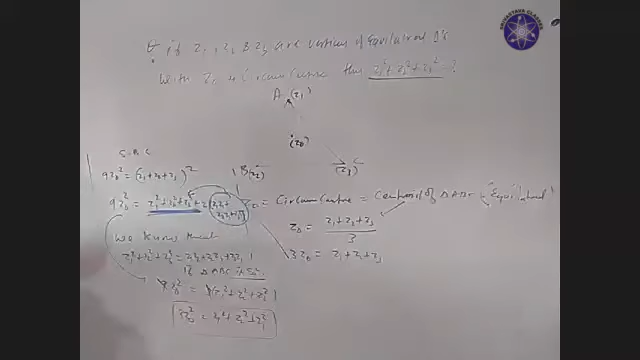 SRIVASTAVA CLASSES
Q. if z₁, z₂ & z₃ are vertices of Equilateral Δ's
with z₀ as Circumcentre then z₁²+z₂²+z₃² = ?
A (z₁)
(z₀)
B(z₂)
(z₃) C
S.B.S
9z₀² = (z₁+z₂+z₃)²
9z₀² = z₁²+z₂²+z₃²+2(z₁z₂+
z₀ = Circumcentre = Centroid of Δ ABC "Equilateral"
z₀ = z₁+z₂+z₃ / 3
3z₀ = z₁+z₂+z₃
We know that
z₁²+z₂²+z₃² = z₁z₂+z₂z₃+z₃z₁
if Δ ABC is Eq.
9z₀² = 3(z₁²+z₂²+z₃²)
3z₀² = z₁²+z₂²+z₃²